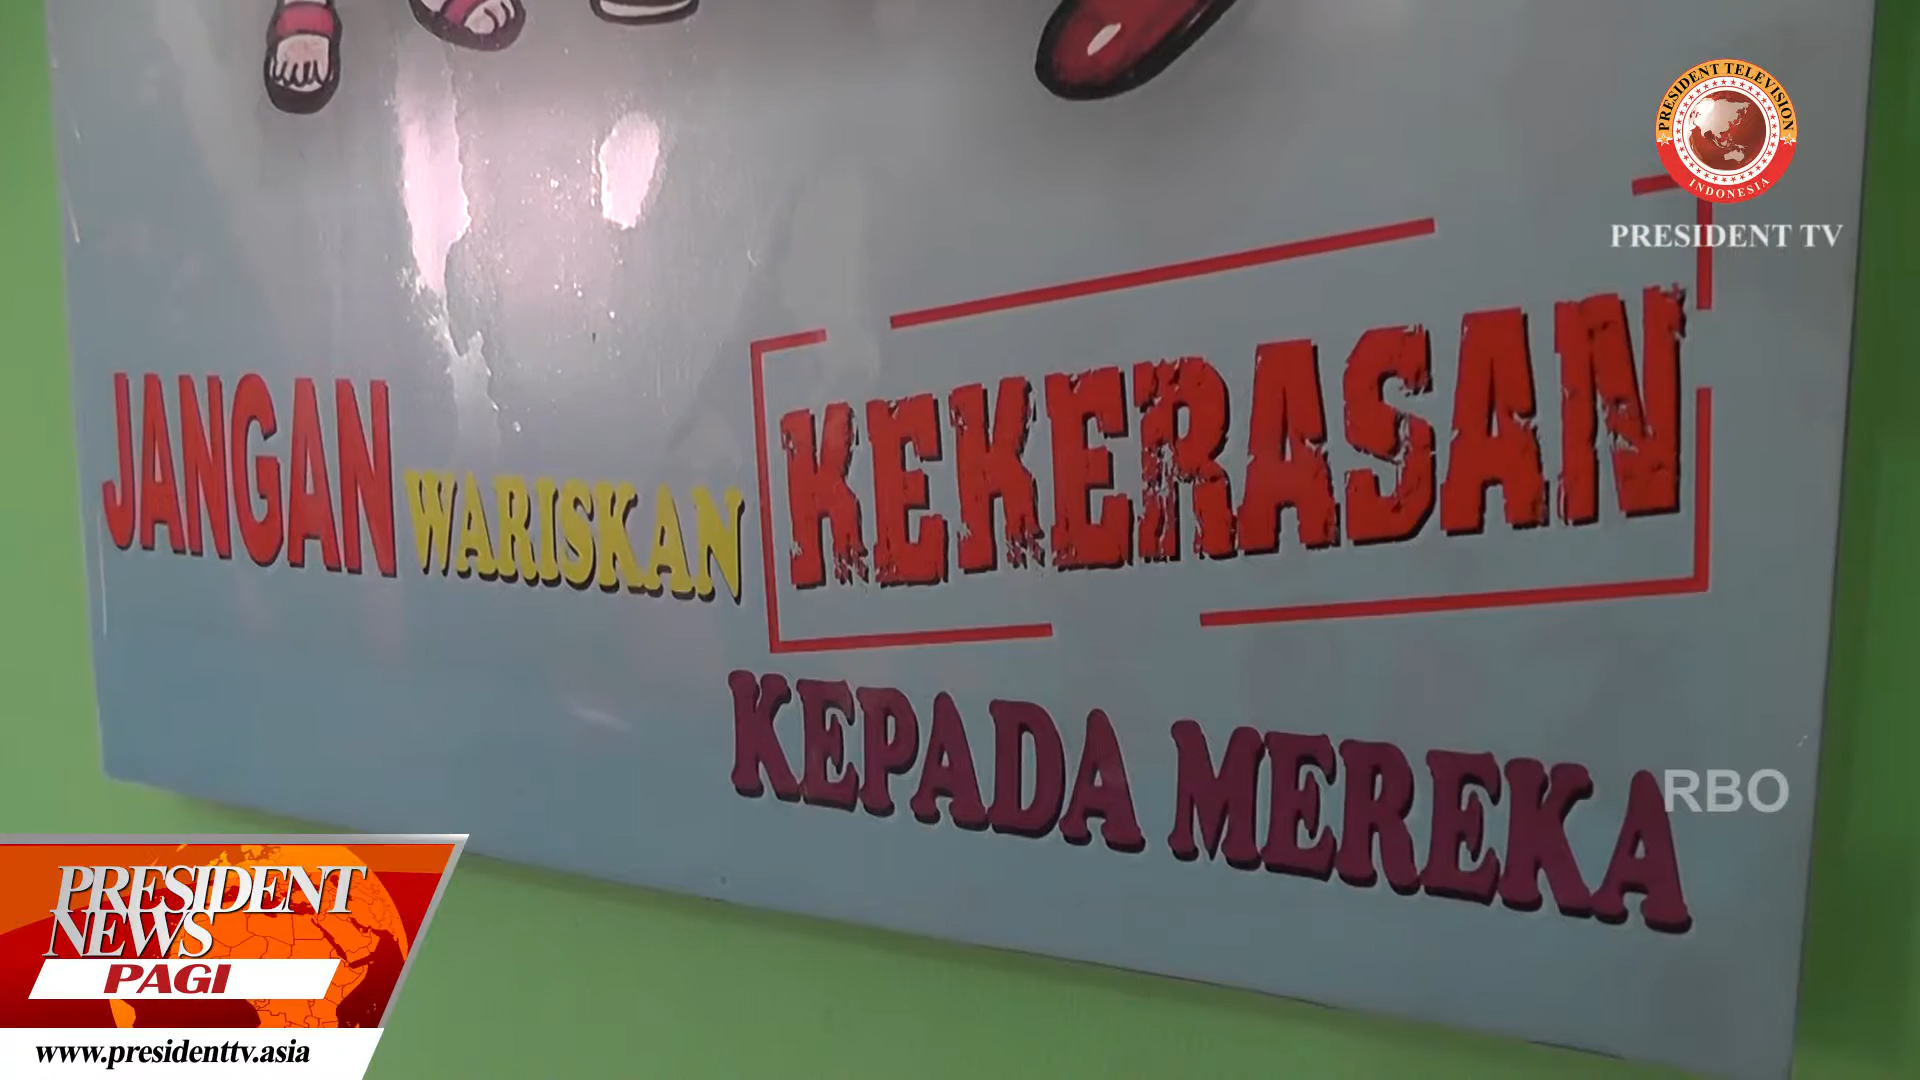 PRESIDENT TELEVISION
INDONESIA
PRESIDENT TV
JANGAN WARISKAN KEKERASAN
KEPADA MEREKA
RBO
PRESIDENT
NEWS
PAGI
www.presidenttv.asia